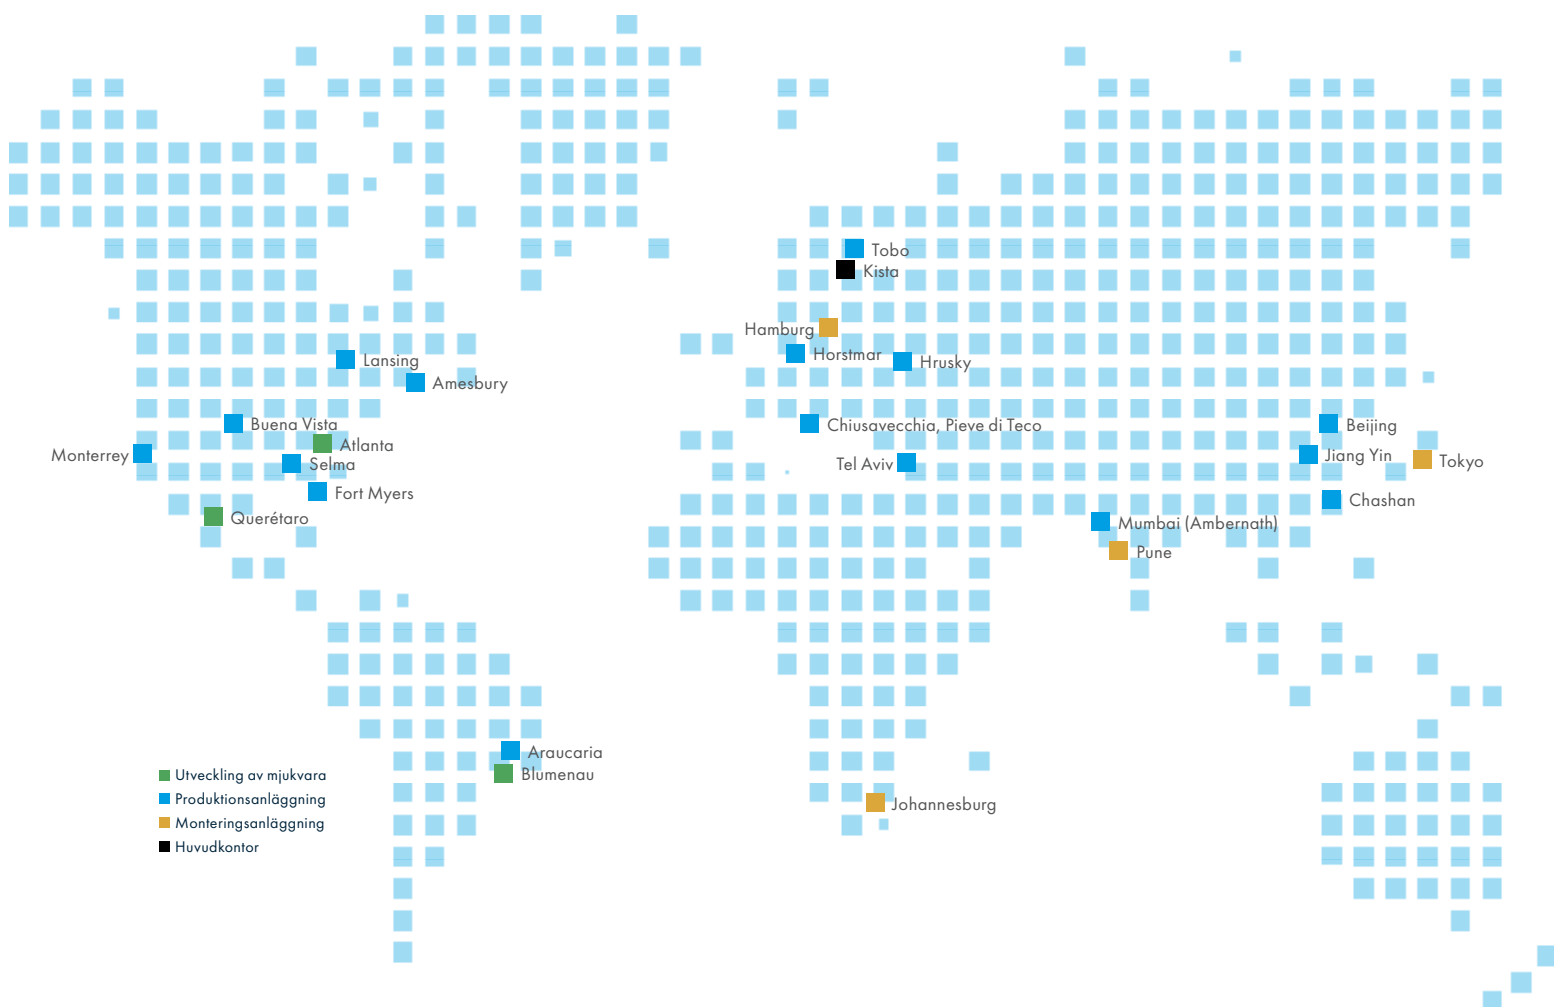 Tobo
Kista
Hamburg
Horstmar
Hrusky
Lansing
Amesbury
Buena Vista
Atlanta
Monterrey
Selma
Fort Myers
Querétaro
Chiusavecchia, Pieve di Teco
Tel Aviv
Beijing
Jiang Yin
Tokyo
Chashan
Mumbai (Ambernath)
Pune
Araucaria
Blumenau
Johannesburg
Utveckling av mjukvara
Produktionsanläggning
Monteringsanläggning
Huvudkontor